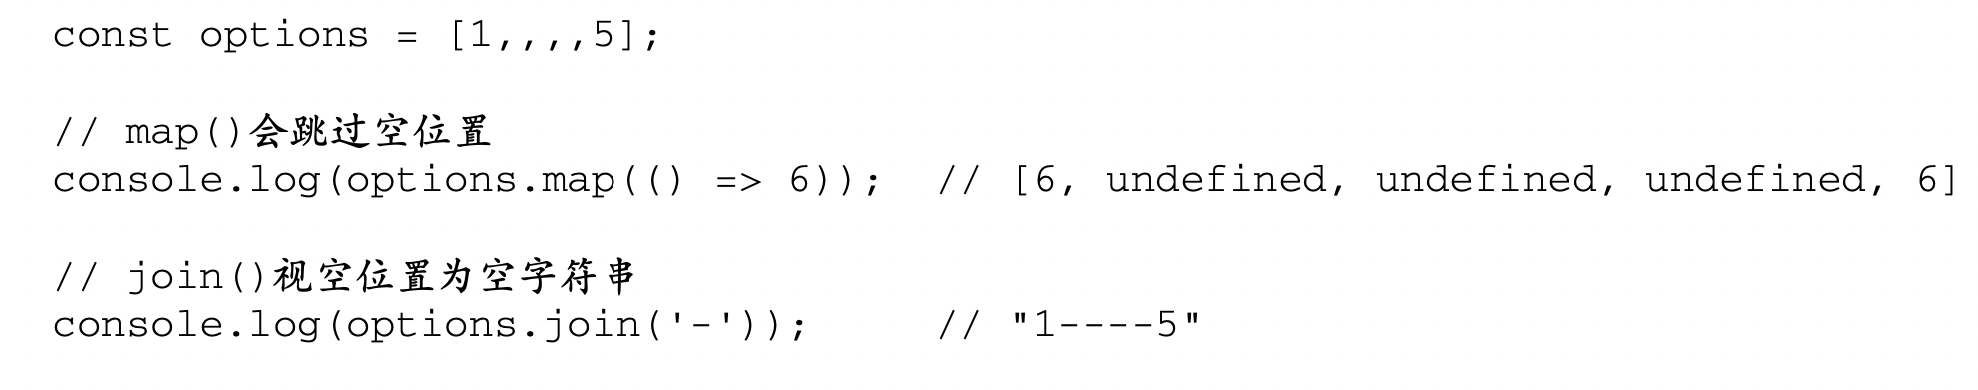 const options = [1,,,,5];
// map()会跳过空位置
console.log(options.map(() => 6));  // [6, undefined, undefined, undefined, 6]
// join()视空位置为空字符串
console.log(options.join('-'));     // "1----5"